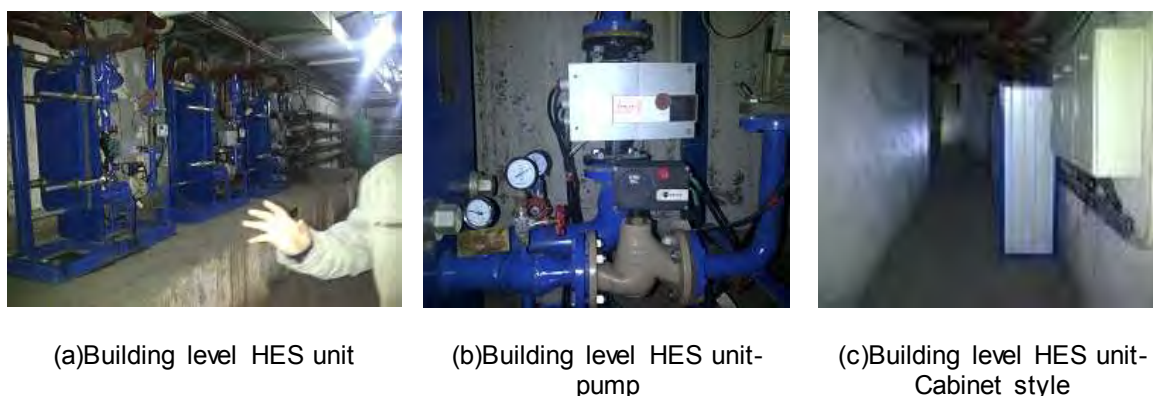 (a)Building level HES unit
(b)Building level HES unit-
pump
(c)Building level HES unit-
Cabinet style